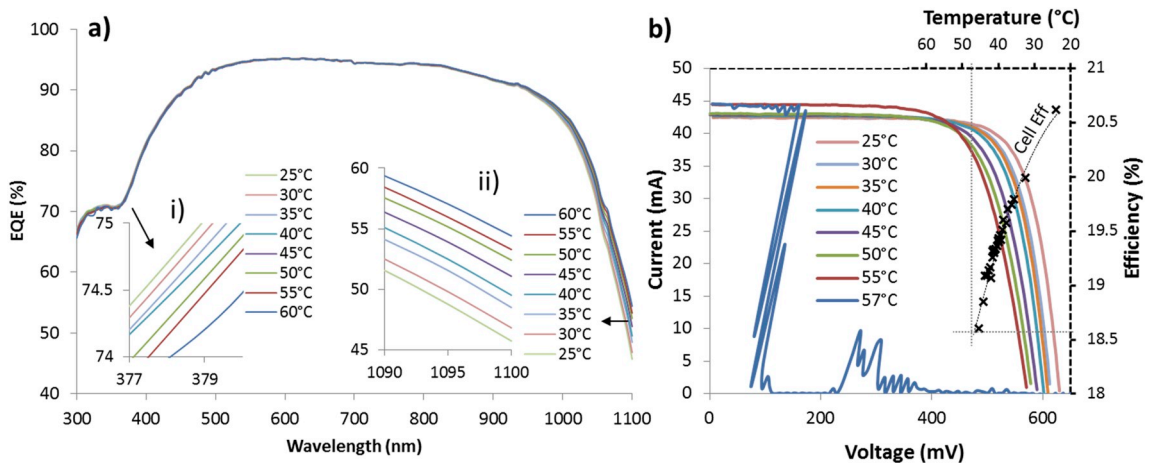 a)
EQE (%)
100
90
80
70
60
50
40
300
400
500
600
700
800
900
1000
1100
Wavelength (nm)
i)
75
74.5
74
377
379
25°C
30°C
35°C
40°C
45°C
50°C
55°C
60°C
ii)
60
55
50
45
1090
1095
1100
60°C
55°C
50°C
45°C
40°C
35°C
30°C
25°C
b)
Temperature (°C)
60
50
40
30
20
Current (mA)
50
45
40
35
30
25
20
15
10
5
0
0
200
400
600
Voltage (mV)
25°C
30°C
35°C
40°C
45°C
50°C
55°C
57°C
Cell Eff
21
20.5
20
19.5
19
18.5
18
Efficiency (%)